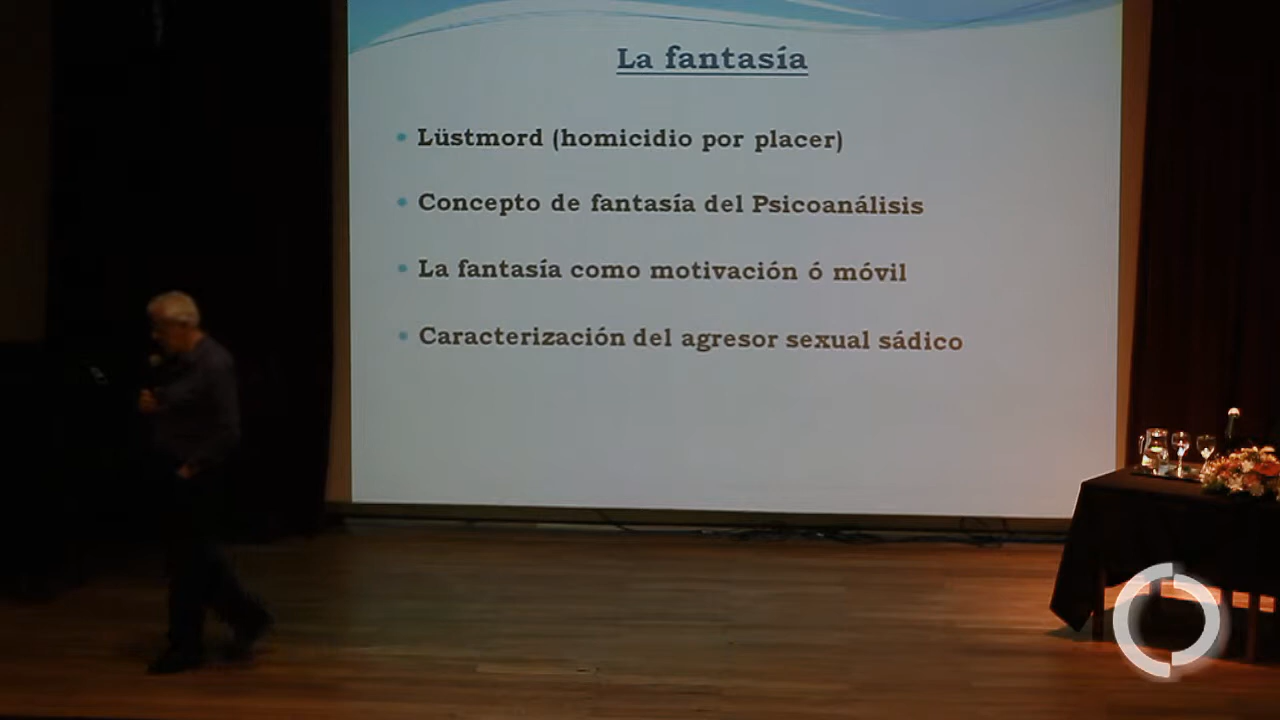 La fantasía
Lüstmord (homicidio por placer)
Concepto de fantasía del Psicoanálisis
La fantasía como motivación ó móvil
Caracterización del agresor sexual sádico